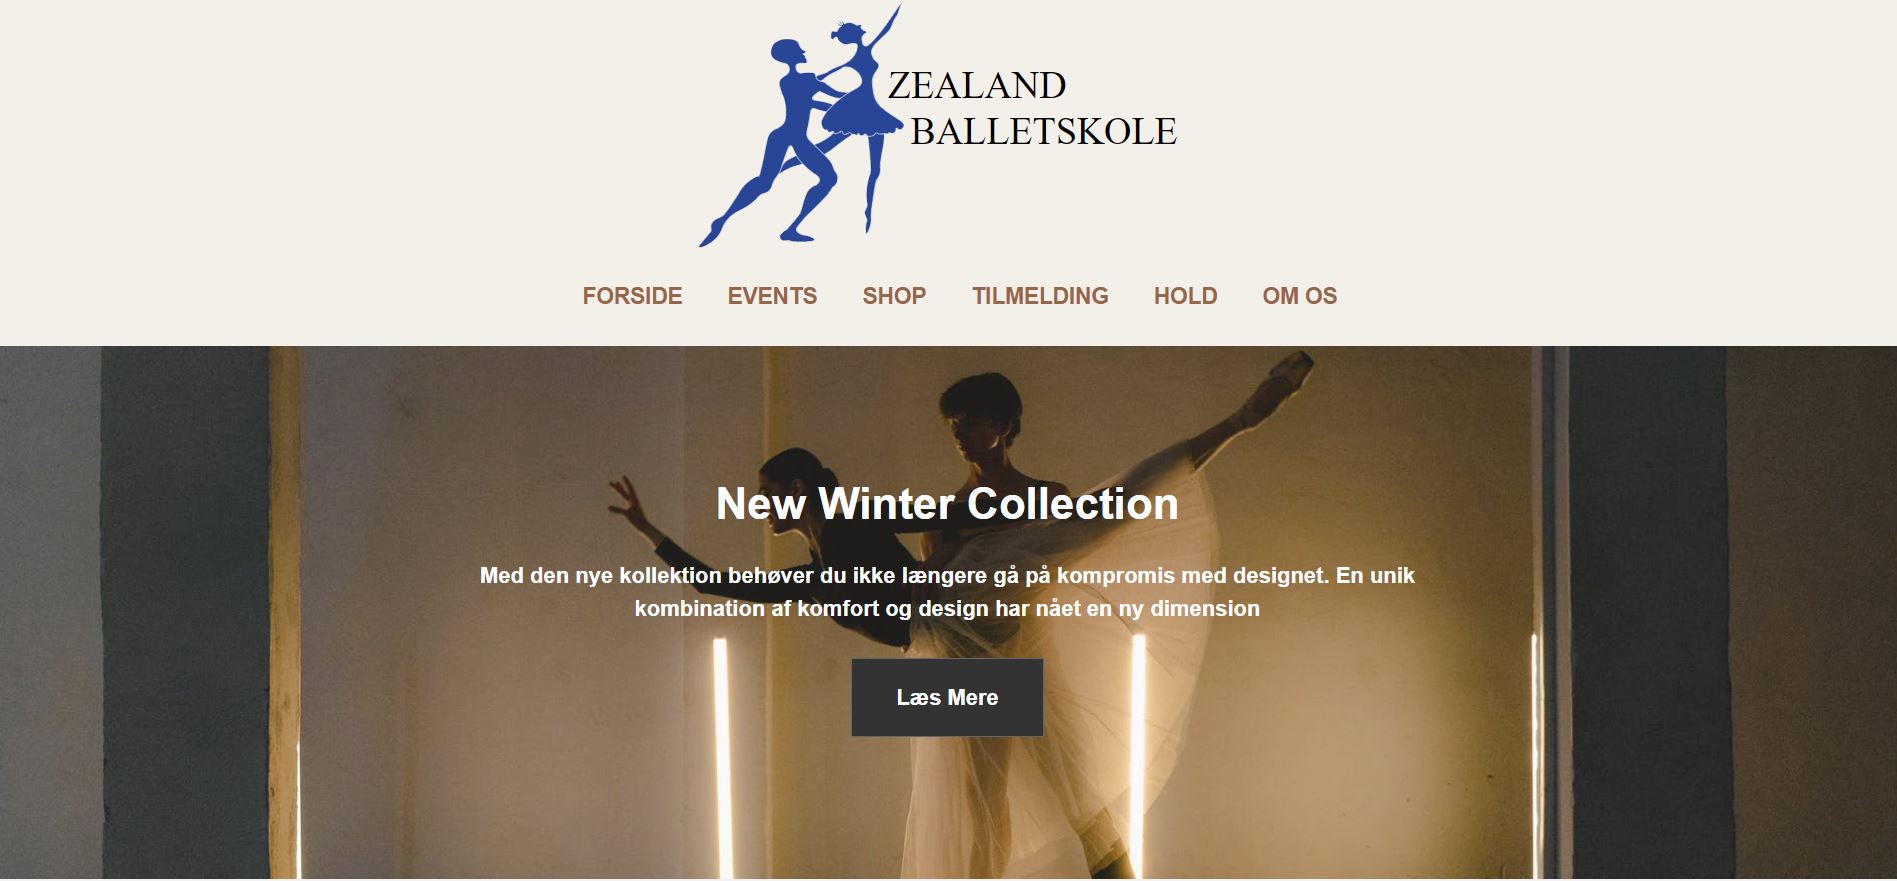 ZEALAND
BALLETSKOLE
FORSIDE EVENTS SHOP TILMELDING HOLD OM OS
New Winter Collection
Med den nye kollektion behøver du ikke længere gå på kompromis med designet. En unik
kombination af komfort og design har nået en ny dimension
Læs Mere